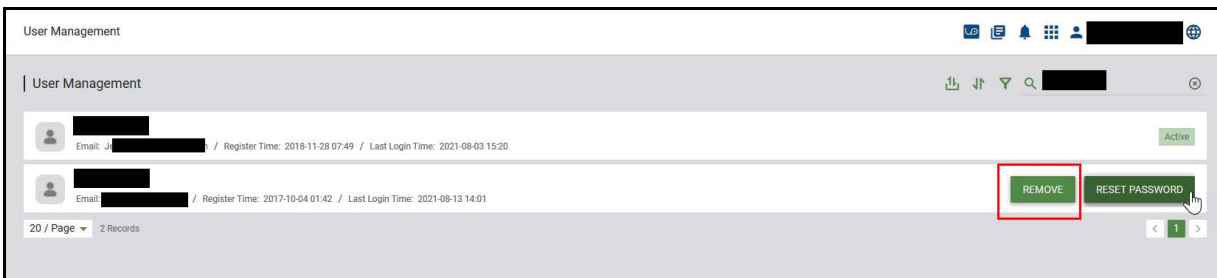 User Management
User Management
Active
Email: Je / Register Time: 2018-11-28 07:49 / Last Login Time: 2021-08-03 15:20
REMOVE RESET PASSWORD
Email: / Register Time: 2017-10-04 01:42 / Last Login Time: 2021-08-13 14:01
20 / Page 2 Records
1